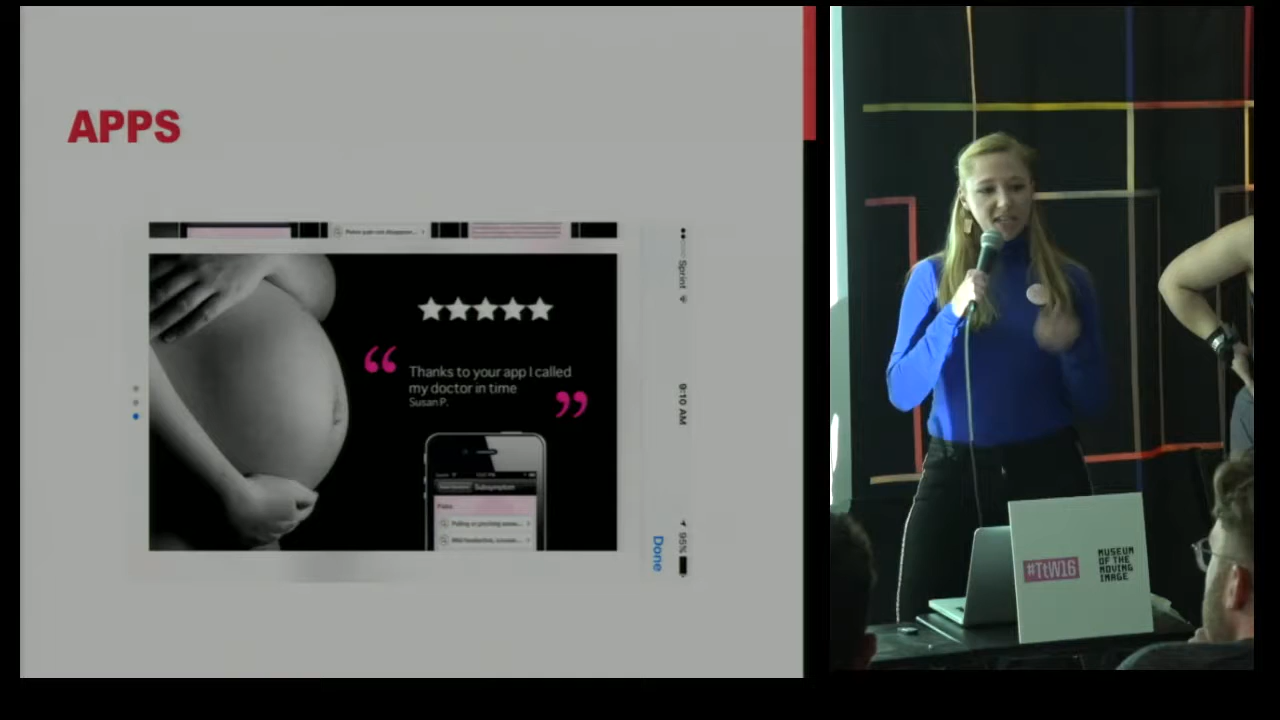 APPS
Thanks to your app I called
my doctor in time
Susan P.
Subsymptom
Sprint
9:10 AM
95%
Done
#TtW16
MUSEUM
OF THE
MOVING
IMAGE